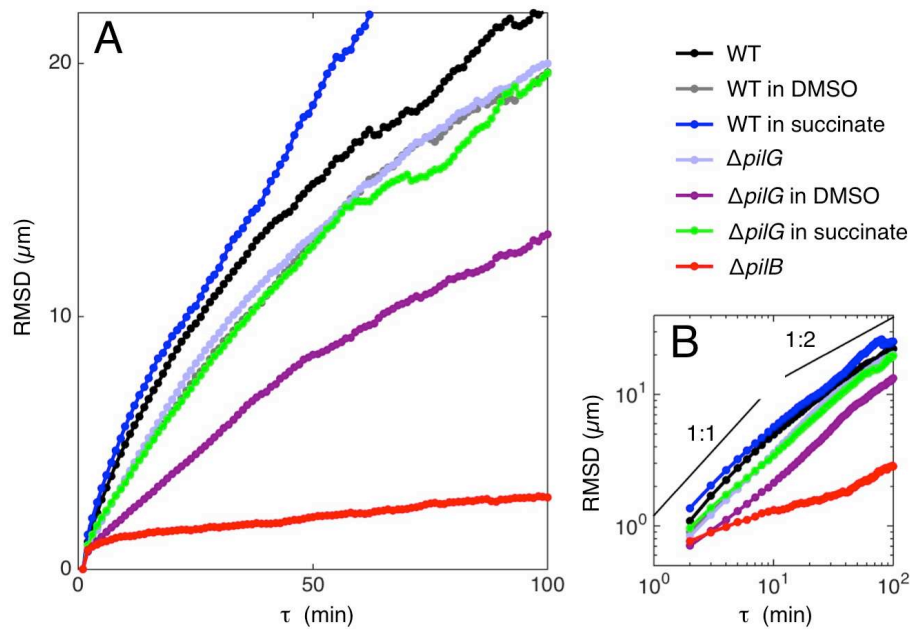 A
20
10
0
0
50
100
RMSD (μm)
τ (min)
WT
WT in DMSO
WT in succinate
ΔpilG
ΔpilG in DMSO
ΔpilG in succinate
ΔpilB
B
1:2
1:1
10¹
10⁰
10⁰
10¹
10²
RMSD (μm)
τ (min)